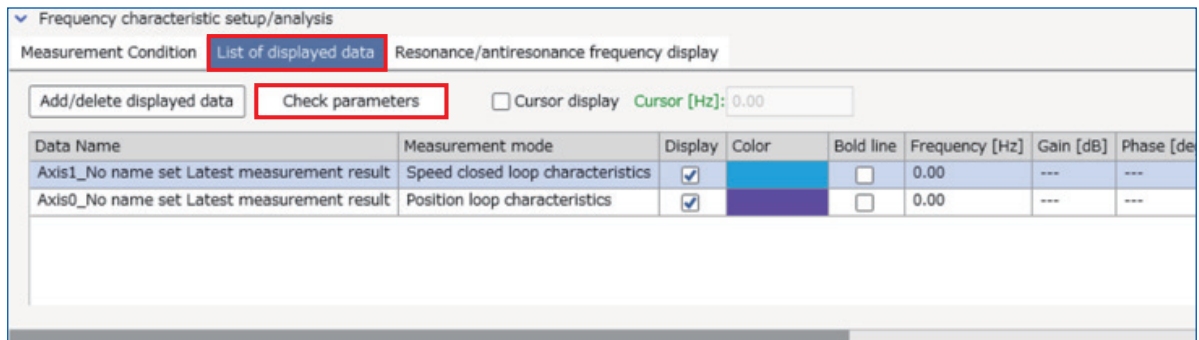 Frequency characteristic setup/analysis
Measurement Condition List of displayed data Resonance/antiresonance frequency display
Add/delete displayed data Check parameters Cursor display Cursor [Hz]: 0.00
Data Name Measurement mode Display Color Bold line Frequency [Hz] Gain [dB] Phase [de
Axis1_No name set Latest measurement result Speed closed loop characteristics 0.00 --- ---
Axis0_No name set Latest measurement result Position loop characteristics 0.00 --- ---